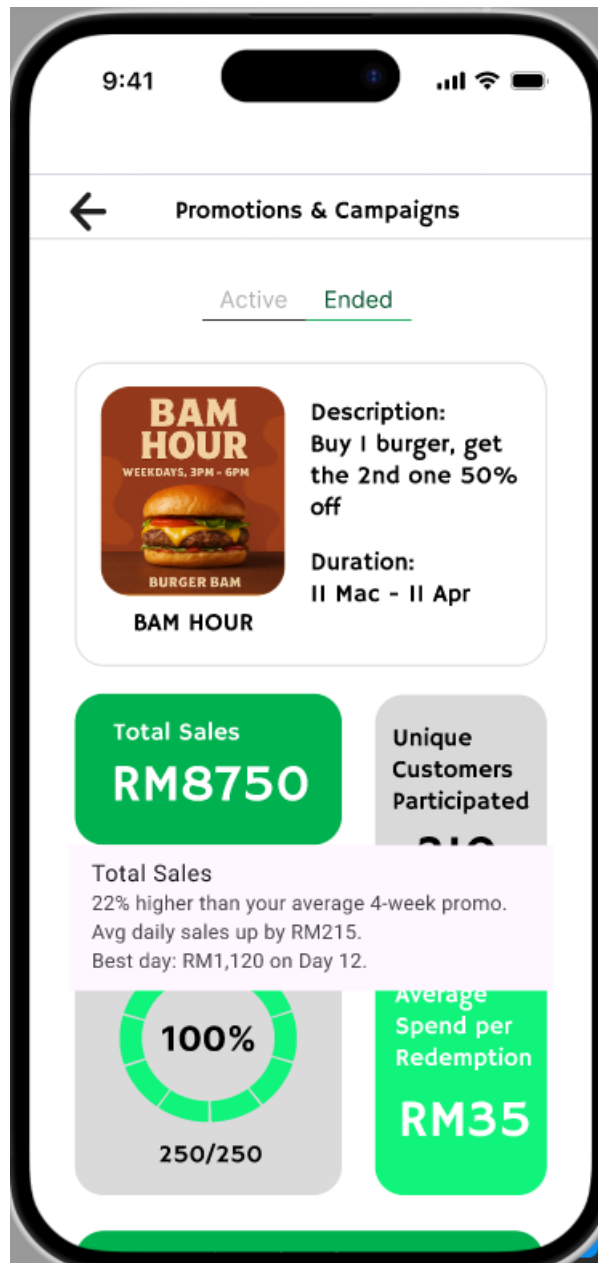 9:41
Promotions & Campaigns
Active Ended
BAM
HOUR
WEEKDAYS, 3PM - 6PM
BURGER BAM
BAM HOUR
Description:
Buy 1 burger, get
the 2nd one 50%
off
Duration:
11 Mac - 11 Apr
Total Sales
RM8750
Unique
Customers
Participated
Total Sales
22% higher than your average 4-week promo.
Avg daily sales up by RM215.
Best day: RM1,120 on Day 12.
100%
250/250
Average
Spend per
Redemption
RM35